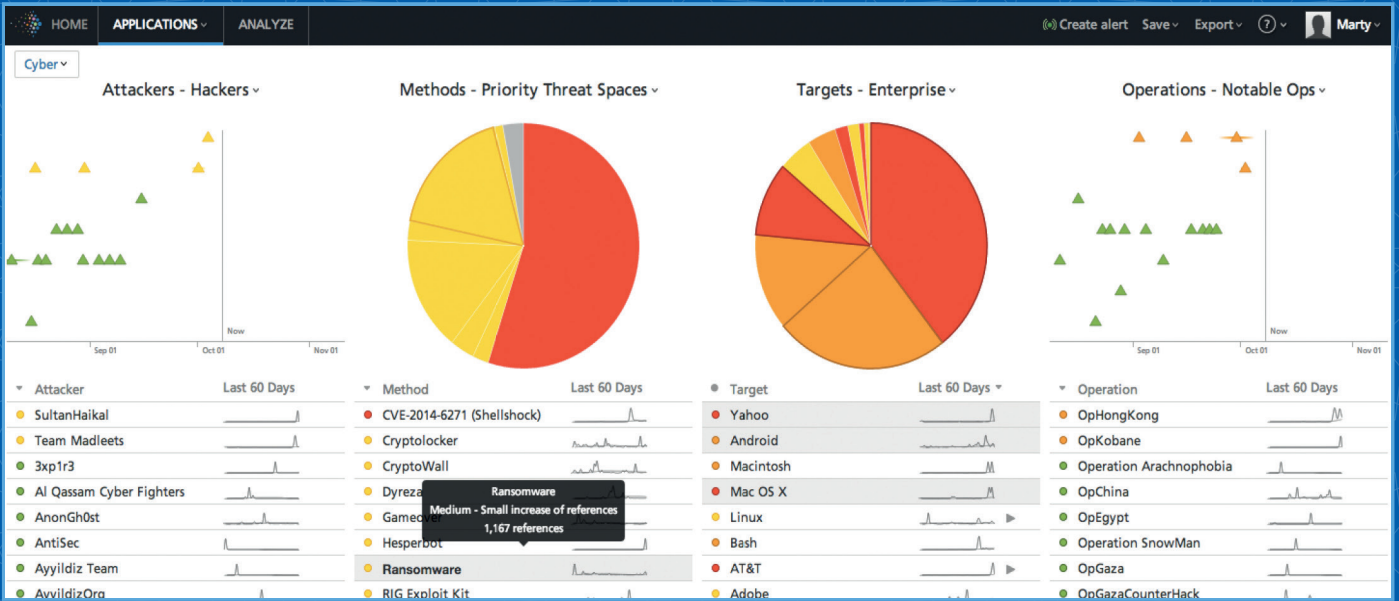 HOME APPLICATIONS ANALYZE Create alert Save Export ? Marty
Cyber
Attackers - Hackers
Methods - Priority Threat Spaces
Targets - Enterprise
Operations - Notable Ops
Now
Sep 01 Oct 01 Nov 01
Now
Sep 01 Oct 01 Nov 01
Attacker Last 60 Days
SultanHaikal
Team Madleets
3xp1r3
Al Qassam Cyber Fighters
AnonGh0st
AntiSec
Ayyildiz Team
AyyildizOrg
Method Last 60 Days
CVE-2014-6271 (Shellshock)
Cryptolocker
CryptoWall
Dyreza
Gameover
Hesperbot
Ransomware
RIG Exploit Kit
Ransomware
Medium - Small increase of references
1,167 references
Target Last 60 Days
Yahoo
Android
Macintosh
Mac OS X
Linux
Bash
AT&T
Adobe
Operation Last 60 Days
OpHongKong
OpKobane
Operation Arachnophobia
OpChina
OpEgypt
Operation SnowMan
OpGaza
OpGazaCounterHack